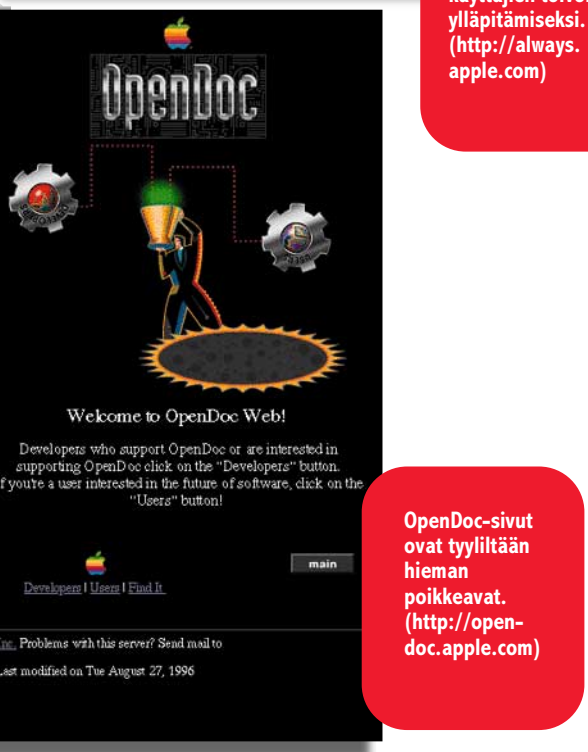 ylläpitämiseksi.
(http://always.
apple.com)
OpenDoc
Welcome to OpenDoc Web!
Developers who support OpenDoc or are interested in
supporting OpenDoc click on the "Developers" button.
you're a user interested in the future of software, click on the
"Users" button!
main
Developers | Users | Find It
Inc. Problems with this server? Send mail to
Last modified on Tue August 27, 1996
OpenDoc-sivut
ovat tyyliltään
hieman
poikkeavat.
(http://open-
doc.apple.com)